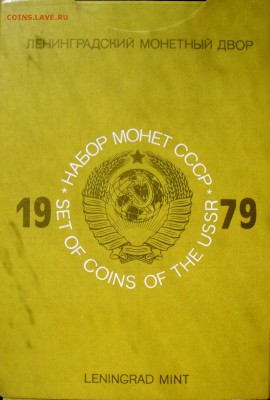 COINS.LAVE.RU
ЛЕНИНГРАДСКИЙ МОНЕТНЫЙ ДВОР
* НАБОР МОНЕТ СССР *
19 79
SET OF COINS OF THE USSR
LENINGRAD MINT